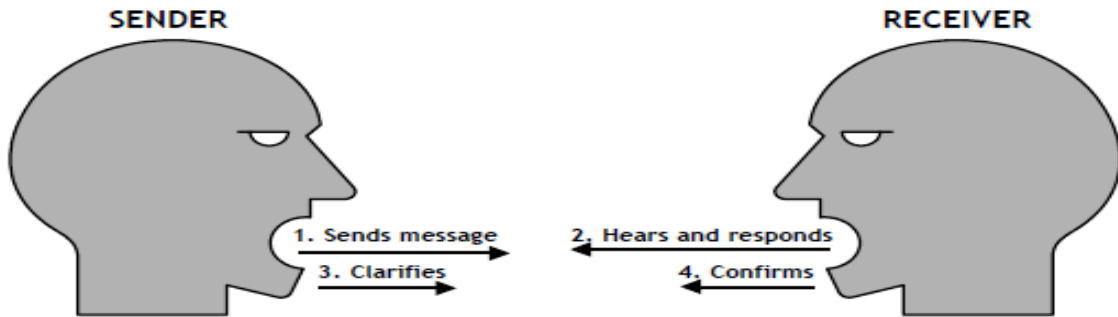 SENDER
RECEIVER
1. Sends message
2. Hears and responds
3. Clarifies
4. Confirms